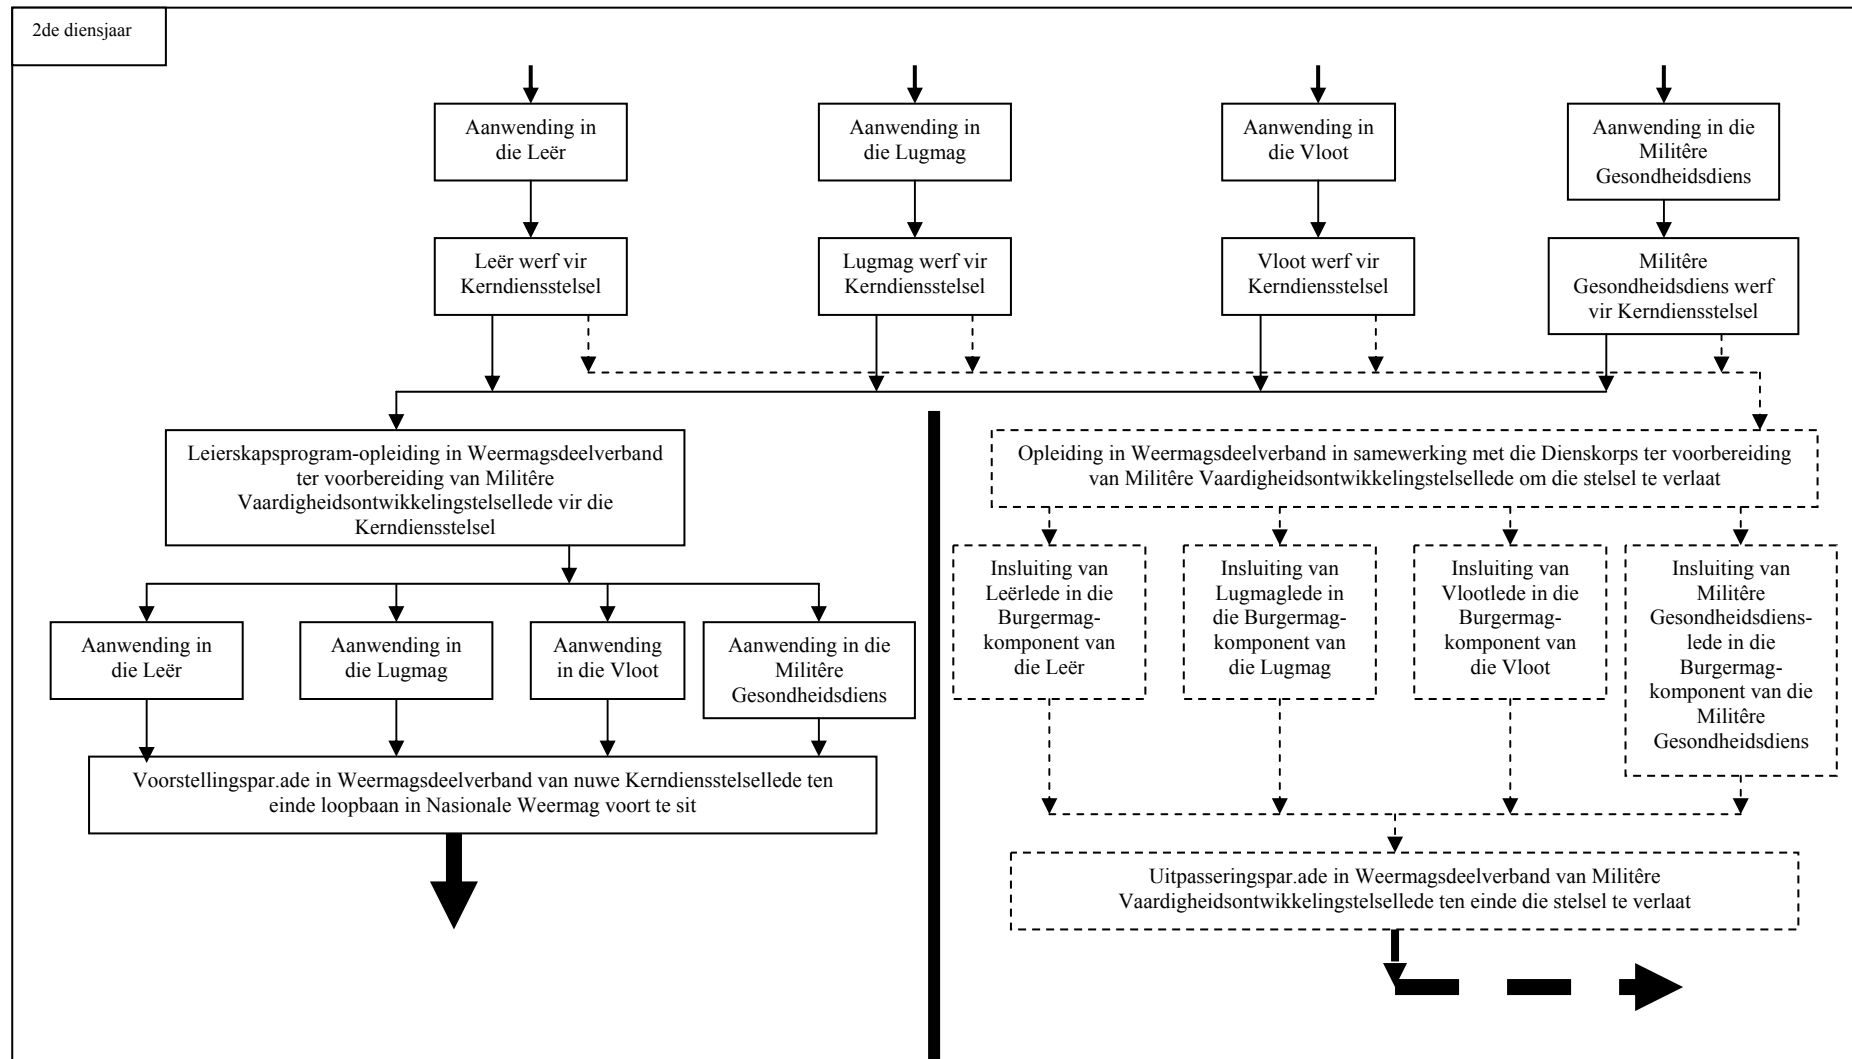 2de diensjaar
Aanwending in
die Leër
Aanwending in
die Lugmag
Aanwending in
die Vloot
Aanwending in die
Militêre
Gesondheidsdiens
Leër werf vir
Kerndiensstelsel
Lugmag werf vir
Kerndiensstelsel
Vloot werf vir
Kerndiensstelsel
Militêre
Gesondheidsdiens werf
vir Kerndiensstelsel
Leierskapsprogram-opleiding in Weermagsdeelverband
ter voorbereiding van Militêre
Vaardigheidsontwikkelingstelsellede vir die
Kerndiensstelsel
Opleiding in Weermagsdeelverband in samewerking met die Dienskorps ter voorbereiding
van Militêre Vaardigheidsontwikkelingstelsellede om die stelsel te verlaat
Aanwending in
die Leër
Aanwending in
die Lugmag
Aanwending
in die Vloot
Aanwending in die
Militêre
Gesondheidsdiens
Insluiting van
Leërlede in die
Burgermag-
komponent van
die Leër
Insluiting van
Lugmaglede in
die Burgermag-
komponent van
die Lugmag
Insluiting van
Vlootlede in die
Burgermag-
komponent van
die Vloot
Insluiting van
Militêre
Gesondheidsdiens-
lede in die
Burgermag-
komponent van die
Militêre
Gesondheidsdiens
Voorstellingspar.ade in Weermagsdeelverband van nuwe Kerndiensstelsellede ten
einde loopbaan in Nasionale Weermag voort te sit
Uitpasseringspar.ade in Weermagsdeelverband van Militêre
Vaardigheidsontwikkelingstelsellede ten einde die stelsel te verlaat